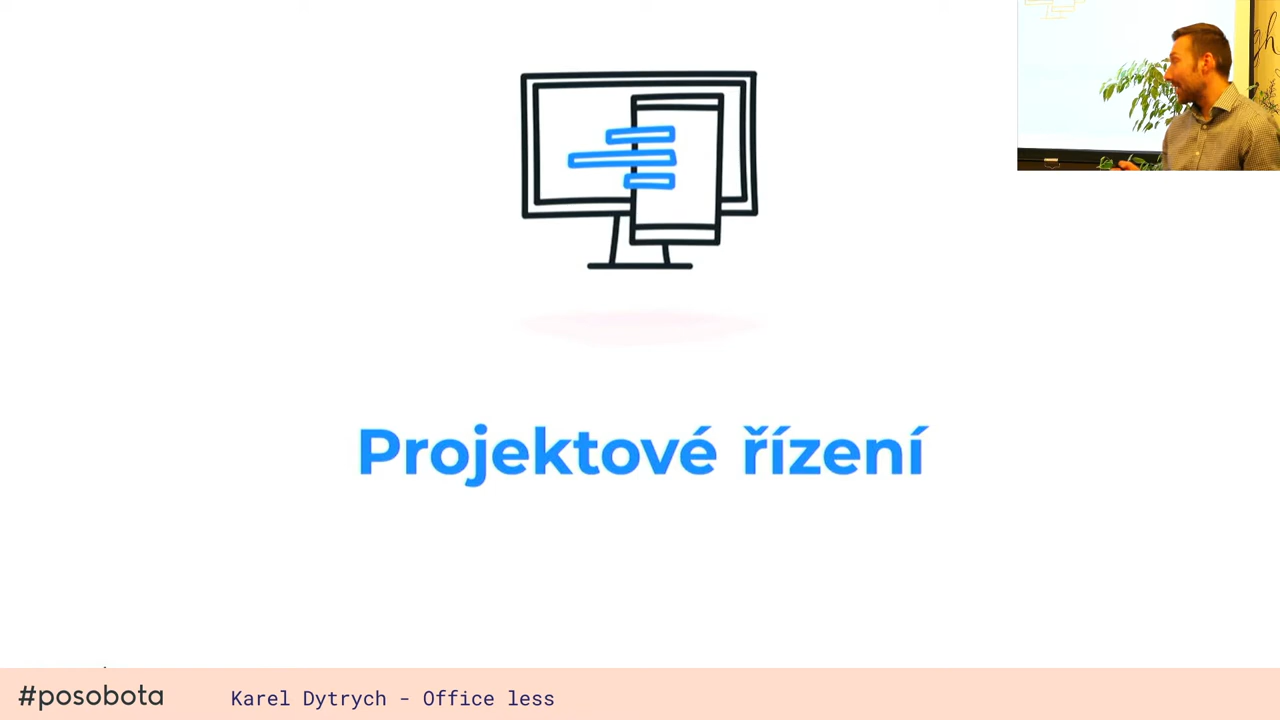 Projektové řízení
#posobota
Karel Dytrych - Office less